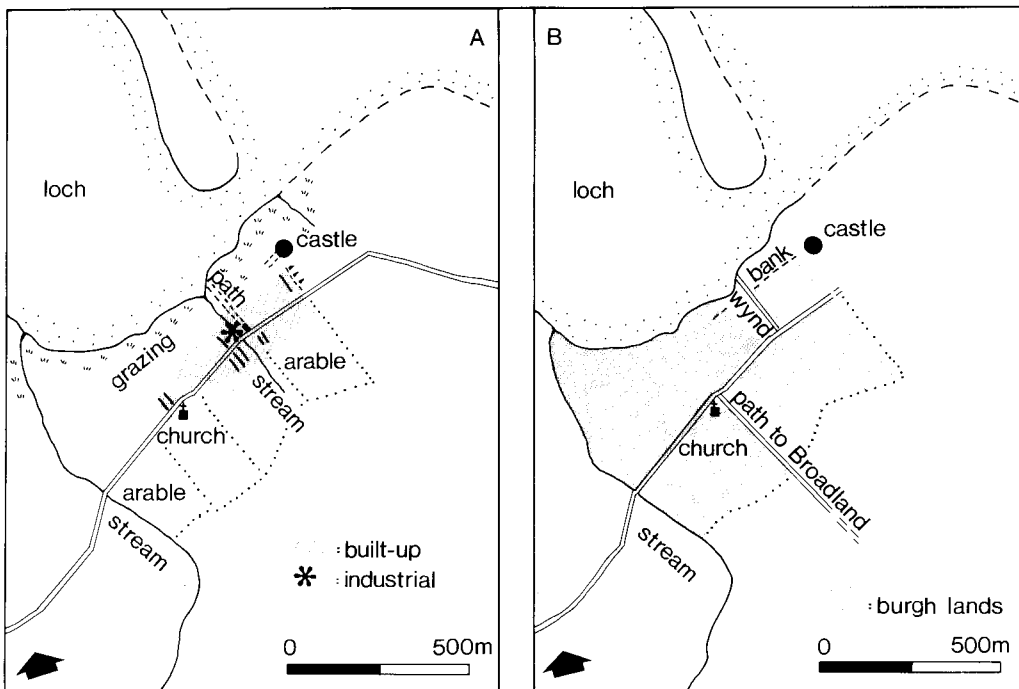 A
loch
castle
path
grazing
arable
stream
church
arable
stream
: built-up
: industrial
0 500m
B
loch
castle
bank
wynd
church
path to Broadland
stream
: burgh lands
0 500m